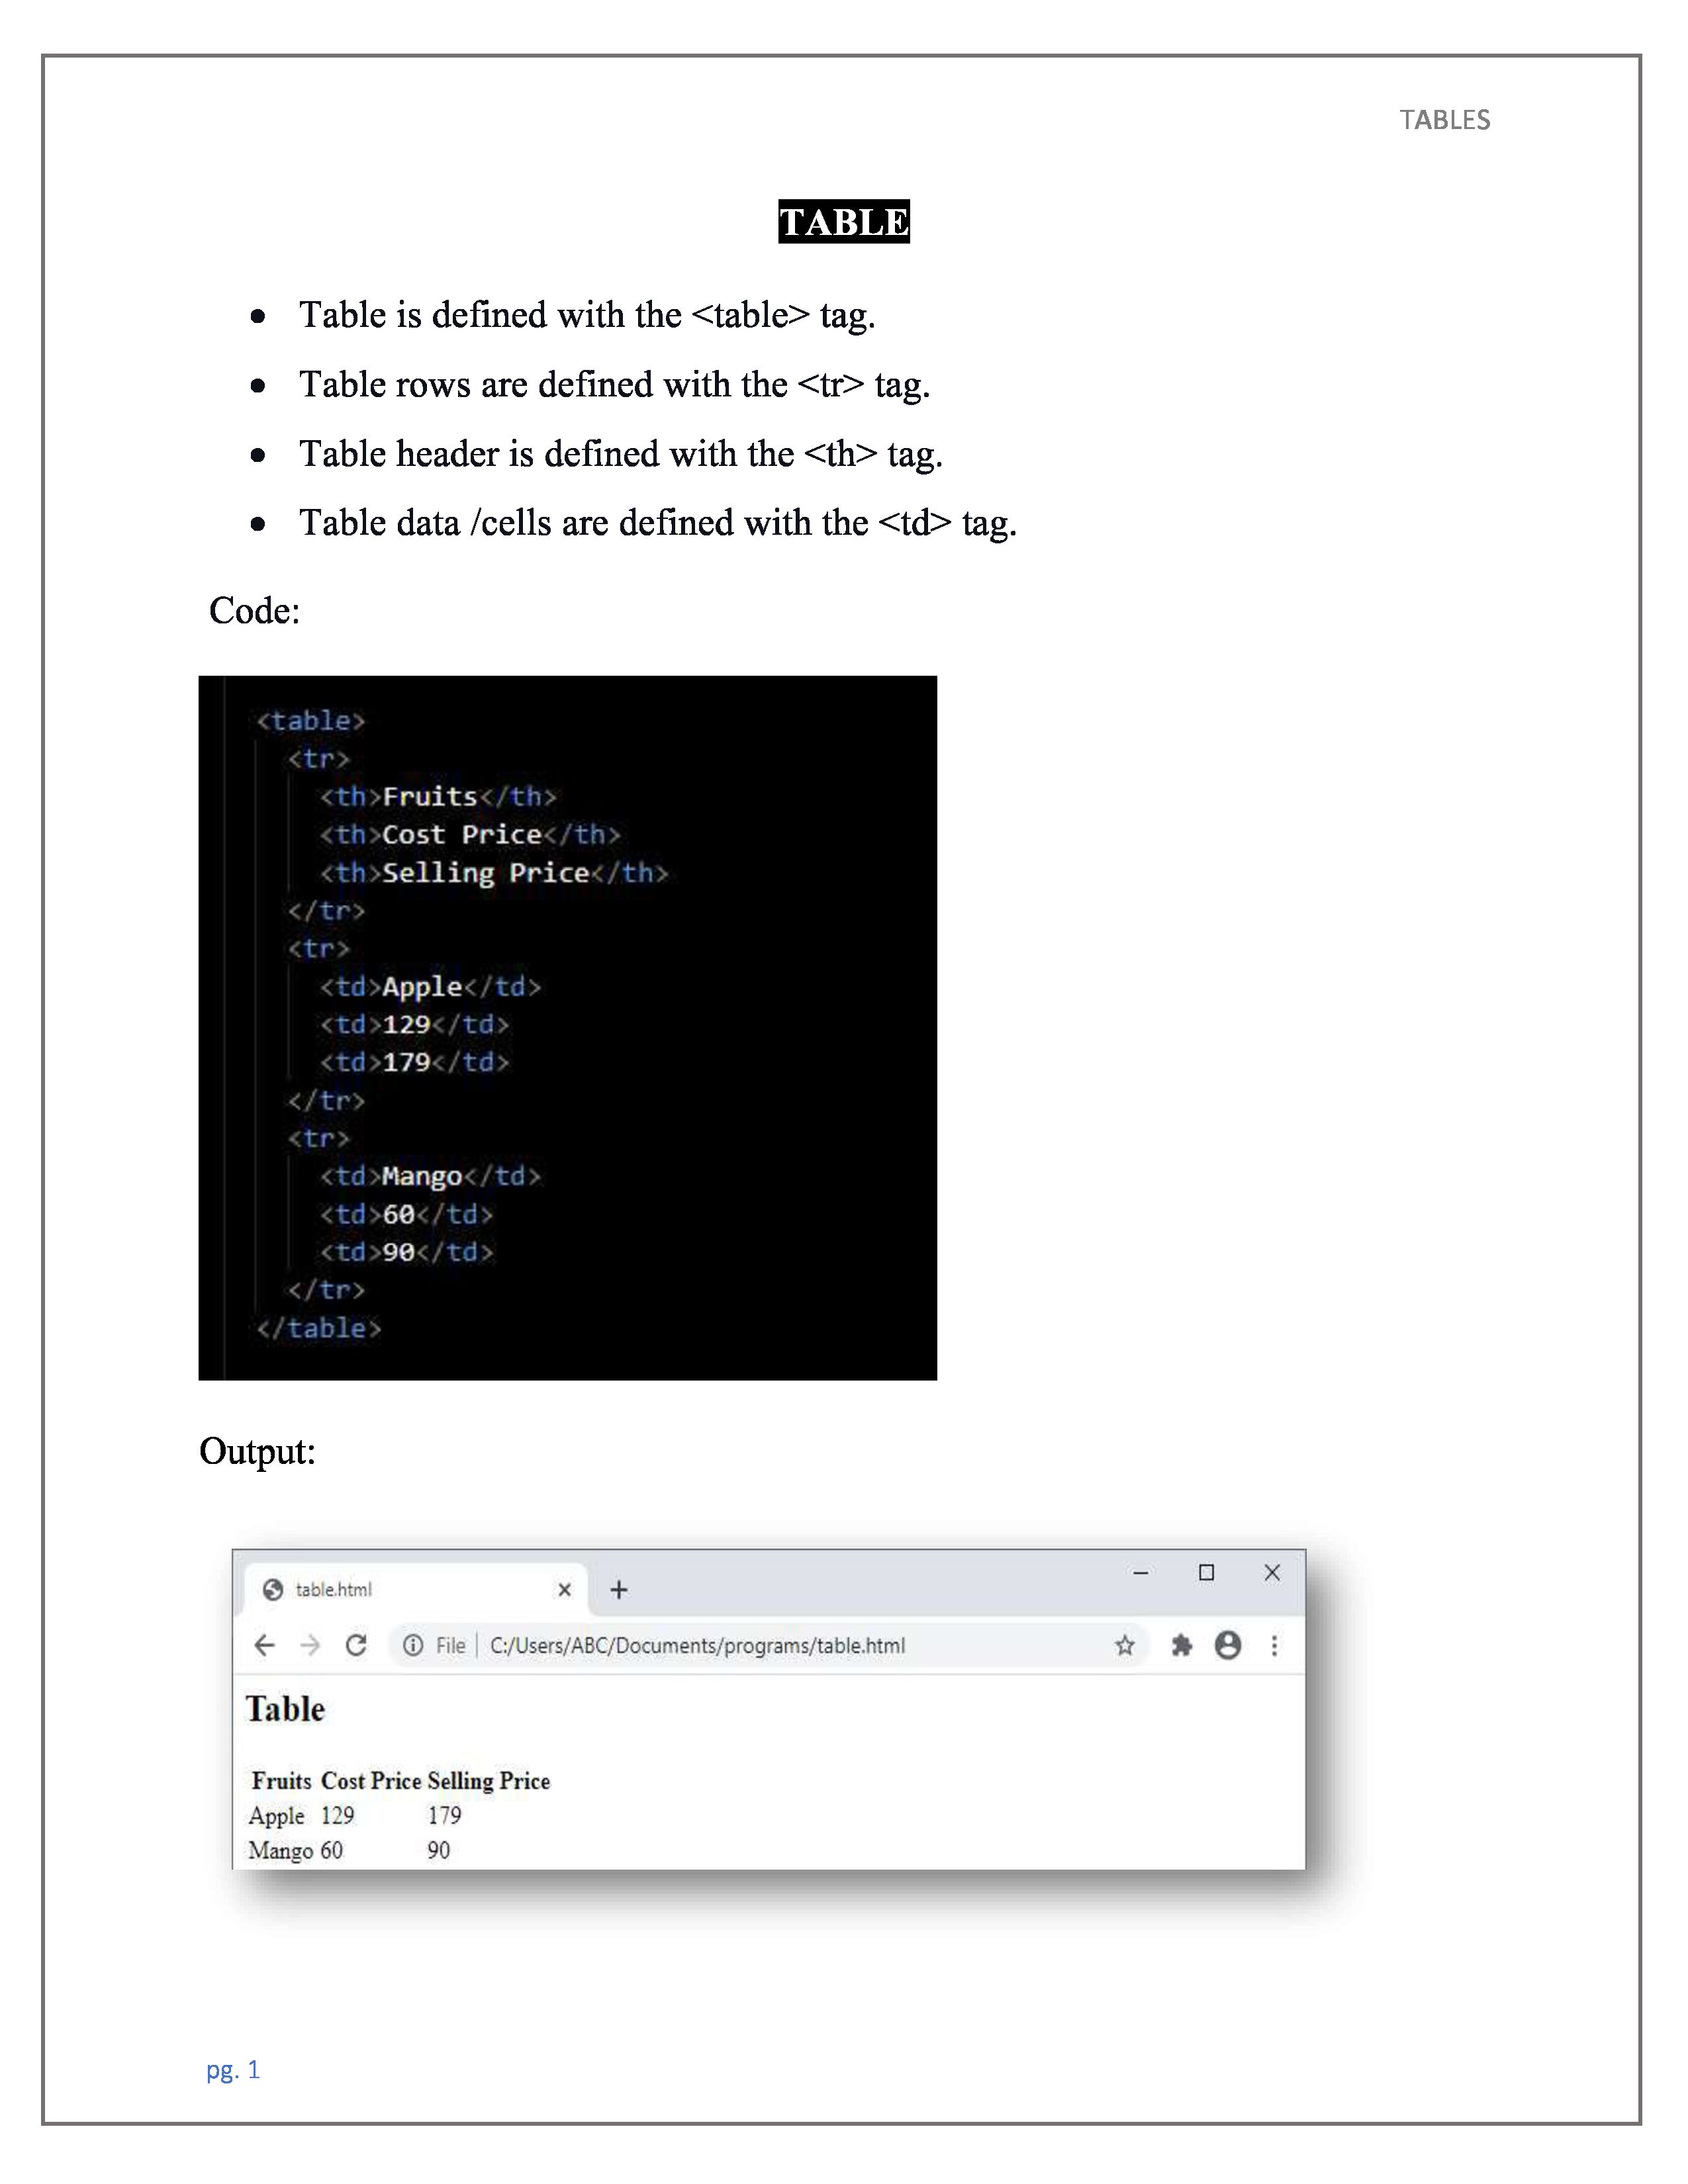 TABLES
TABLE
• Table is defined with the <table> tag.
• Table rows are defined with the <tr> tag.
• Table header is defined with the <th> tag.
• Table data /cells are defined with the <td> tag.
Code:
<table>
<tr>
<th>Fruits</th>
<th>Cost Price</th>
<th>Selling Price</th>
</tr>
<tr>
<td>Apple</td>
<td>129</td>
<td>179</td>
</tr>
<tr>
<td>Mango</td>
<td>60</td>
<td>90</td>
</tr>
</table>
Output:
table.html
File C:/Users/ABC/Documents/programs/table.html
Table
Fruits Cost Price Selling Price
Apple 129 179
Mango 60 90
pg. 1